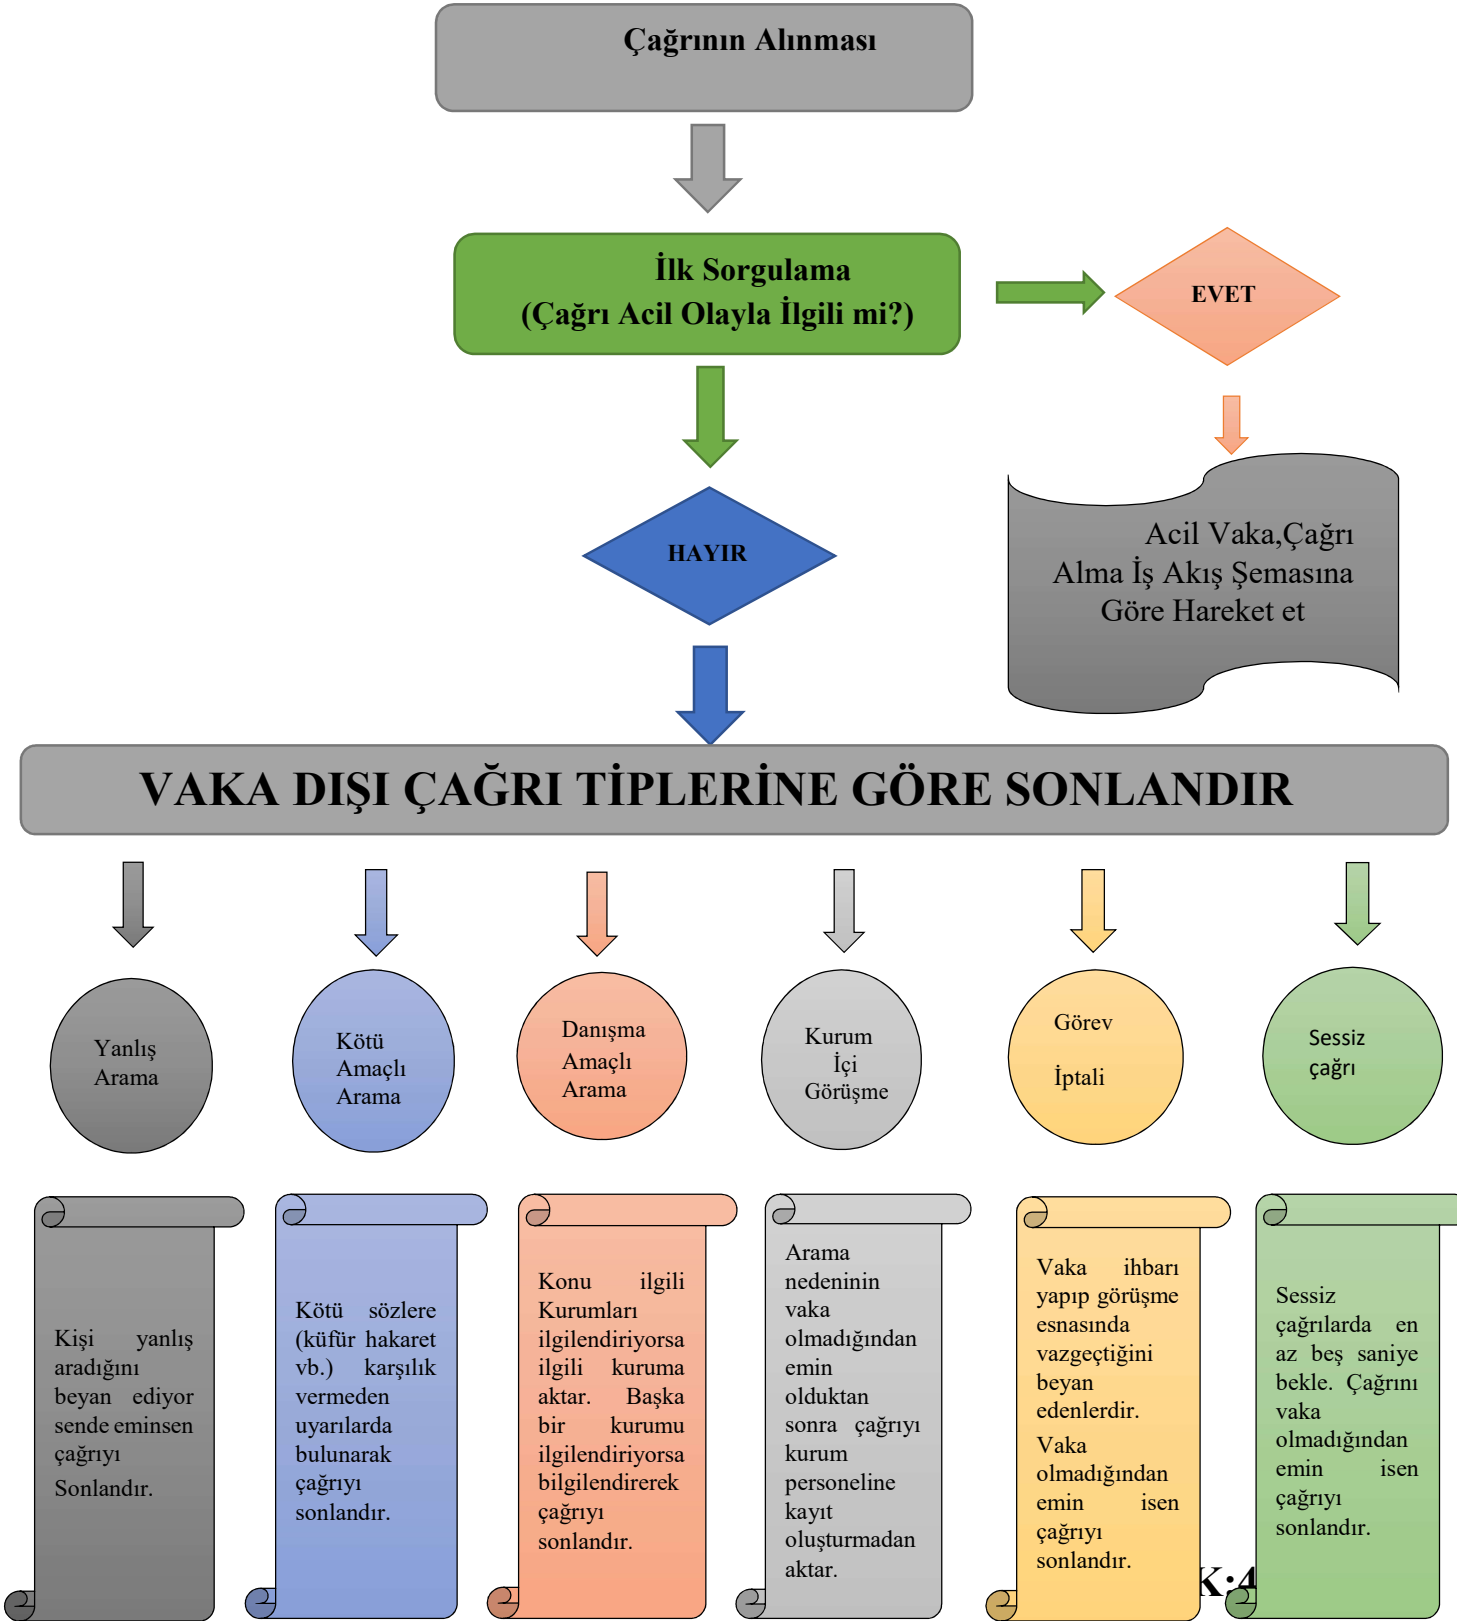 Çağrının Alınması
İlk Sorgulama
(Çağrı Acil Olayla İlgili mi?)
EVET
HAYIR
Acil Vaka,Çağrı
Alma İş Akış Şemasına
Göre Hareket et
VAKA DIŞI ÇAĞRI TİPLERİNE GÖRE SONLANDIR
Yanlış
Arama
Kötü
Amaçlı
Arama
Danışma
Amaçlı
Arama
Kurum
İçi
Görüşme
Görev
İptali
Sessiz
çağrı
Kişi yanlış
aradığını
beyan ediyor
sende eminsen
çağrıyı
Sonlandır.
Kötü sözlere
(küfür hakaret
vb.) karşılık
vermeden
uyarılarda
bulunarak
çağrıyı
sonlandır.
Konu ilgili
Kurumları
ilgilendiriyorsa
ilgili kuruma
aktar. Başka
bir kurumu
ilgilendiriyorsa
bilgilendirerek
çağrıyı
sonlandır.
Arama
nedeninin
vaka
olmadığından
emin
olduktan
sonra çağrıyı
kurum
personeline
kayıt
oluşturmadan
aktar.
Vaka ihbarı
yapıp görüşme
esnasında
vazgeçtiğini
beyan
edenlerdir.
Vaka
olmadığından
emin isen
çağrıyı
sonlandır.
Sessiz
çağrılarda en
az beş saniye
bekle. Çağrını
vaka
olmadığından
emin isen
çağrıyı
sonlandır.
K:4